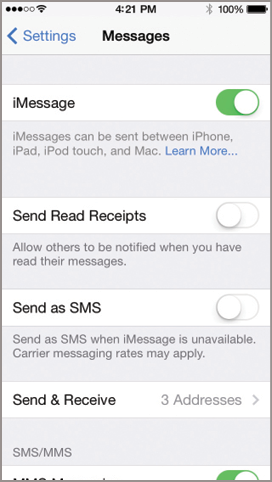 4:21 PM 100%
Settings Messages
iMessage
iMessages can be sent between iPhone,
iPad, iPod touch, and Mac. Learn More...
Send Read Receipts
Allow others to be notified when you have
read their messages.
Send as SMS
Send as SMS when iMessage is unavailable.
Carrier messaging rates may apply.
Send & Receive 3 Addresses
SMS/MMS